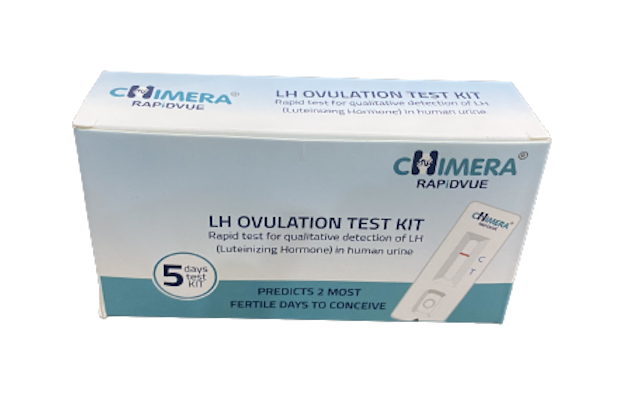 CHIMERA®
RAPiDVUE
LH OVULATION TEST KIT
Rapid test for qualitative detection of LH
(Luteinizing Hormone) in human urine
CHIMERA®
RAPiDVUE
LH OVULATION TEST KIT
Rapid test for qualitative detection of LH
(Luteinizing Hormone) in human urine
5 days
test
KIT
PREDICTS 2 MOST
FERTILE DAYS TO CONCEIVE
CHIMERA®
C
T